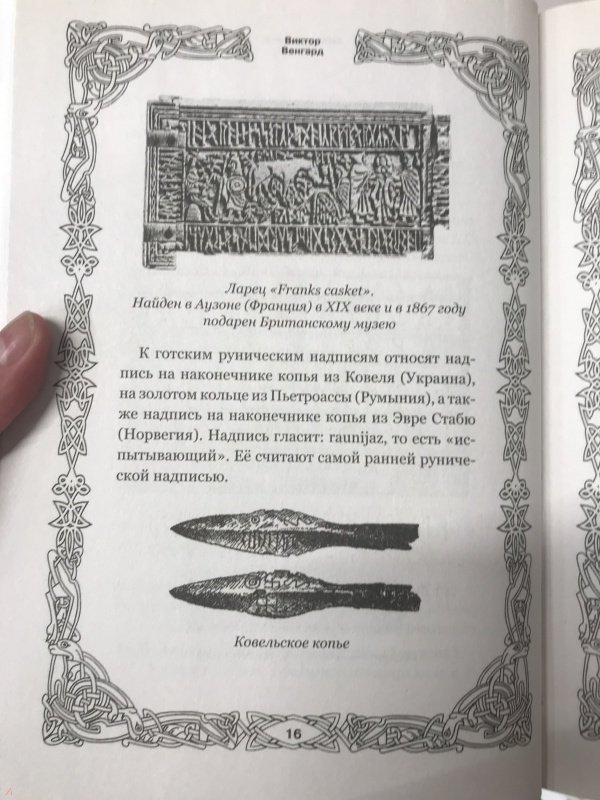 Виктор
Венгард
Ларец «Franks casket».
Найден в Аузоне (Франция) в XIX веке и в 1867 году
подарен Британскому музею
К готским руническим надписям относят над-
пись на наконечнике копья из Ковеля (Украина),
на золотом кольце из Пьетроассы (Румыния), а так-
же надпись на наконечнике копья из Эвре Стабю
(Норвегия). Надпись гласит: raunijaz, то есть «ис-
пытывающий». Её считают самой ранней руниче-
ской надписью.
Ковельское копье
16